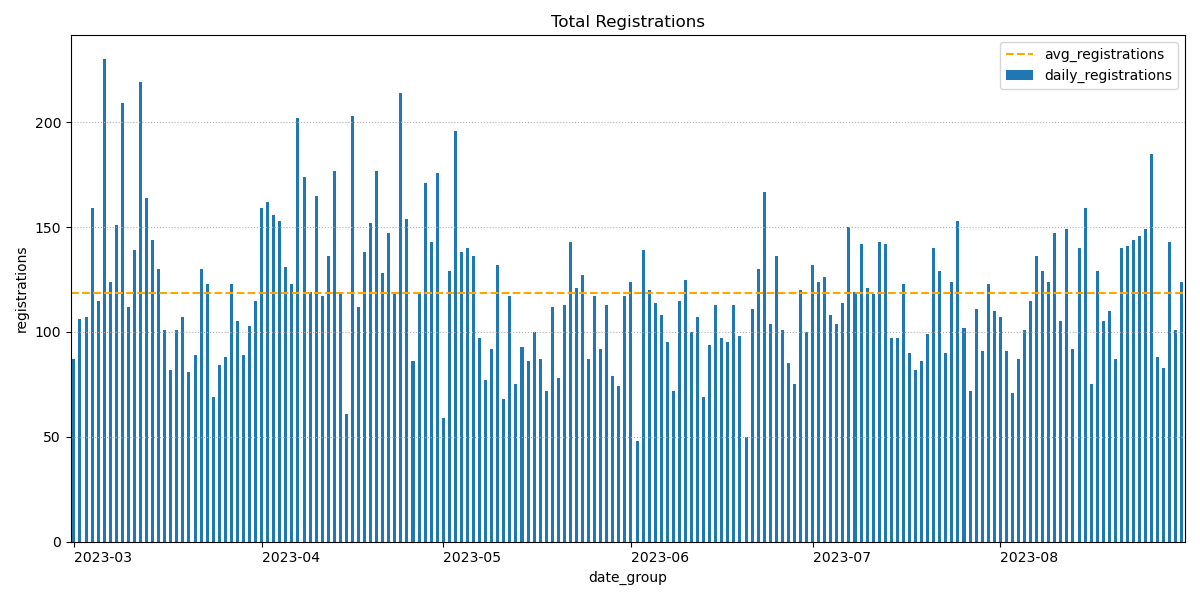 Total Registrations
avg_registrations
daily_registrations
registrations
200
150
100
50
0
2023-03
2023-04
2023-05
2023-06
2023-07
2023-08
date_group